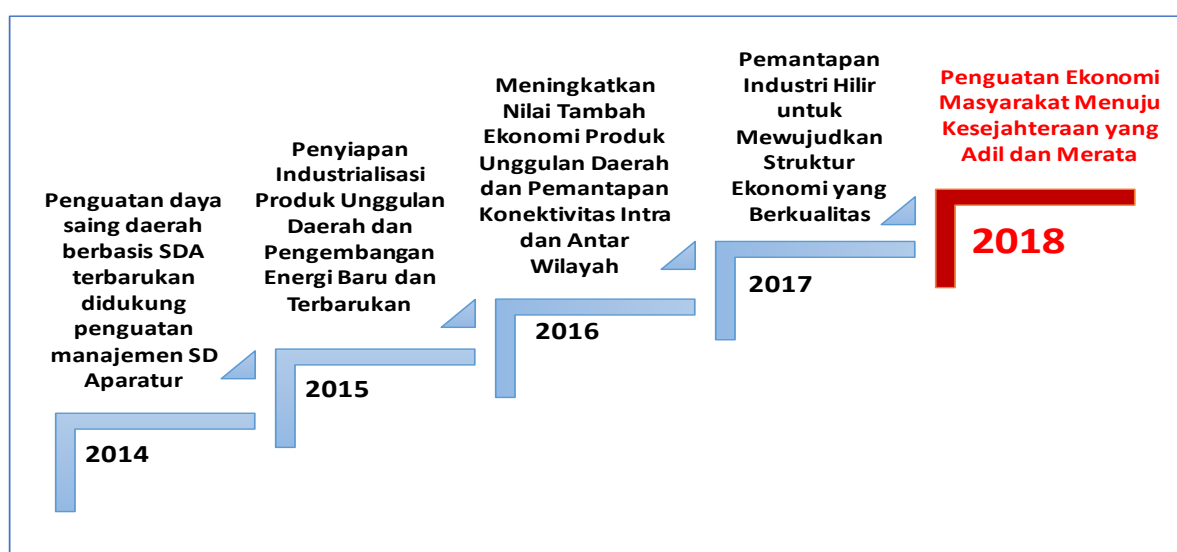 Penguatan daya
saing daerah
berbasis SDA
terbarukan
didukung
penguatan
manajemen SD
Aparatur
2014
Penyiapan
Industrialisasi
Produk Unggulan
Daerah dan
Pengembangan
Energi Baru dan
Terbarukan
2015
Meningkatkan
Nilai Tambah
Ekonomi Produk
Unggulan Daerah
dan Pemantapan
Konektivitas Intra
dan Antar
Wilayah
2016
Pemantapan
Industri Hilir
untuk
Mewujudkan
Struktur
Ekonomi yang
Berkualitas
2017
Penguatan Ekonomi
Masyarakat Menuju
Kesejahteraan yang
Adil dan Merata
2018